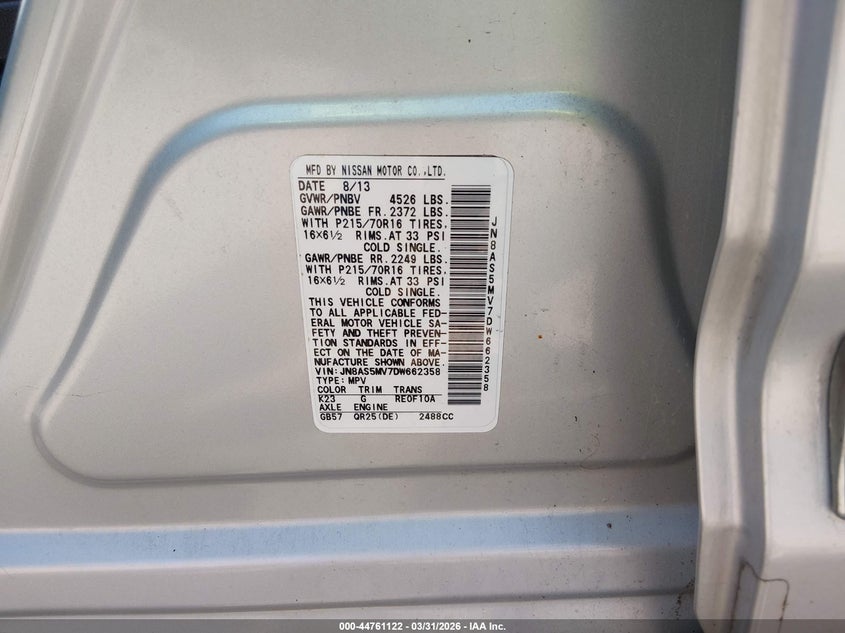 MFD BY NISSAN MOTOR CO.,LTD.
DATE 8/13
GVWR/PNBV 4526 LBS.
GAWR/PNBE FR. 2372 LBS.
WITH P215/70R16 TIRES,
16×6½ RIMS.AT 33 PSI
COLD SINGLE.
GAWR/PNBE RR. 2249 LBS.
WITH P215/70R16 TIRES,
16×6½ RIMS.AT 33 PSI
COLD SINGLE.
THIS VEHICLE CONFORMS
TO ALL APPLICABLE FED-
ERAL MOTOR VEHICLE SA-
FETY AND THEFT PREVEN-
TION STANDARDS IN EFF-
ECT ON THE DATE OF MA-
NUFACTURE SHOWN ABOVE.
VIN: JN8AS5MV7DW662358
TYPE: MPV
COLOR TRIM TRANS
K23 G RE0F10A
AXLE ENGINE
GB57 QR25(DE) 2488CC
JN8AS5MV7DW662358
000-44761122 - 03/31/2026 - IAA Inc.